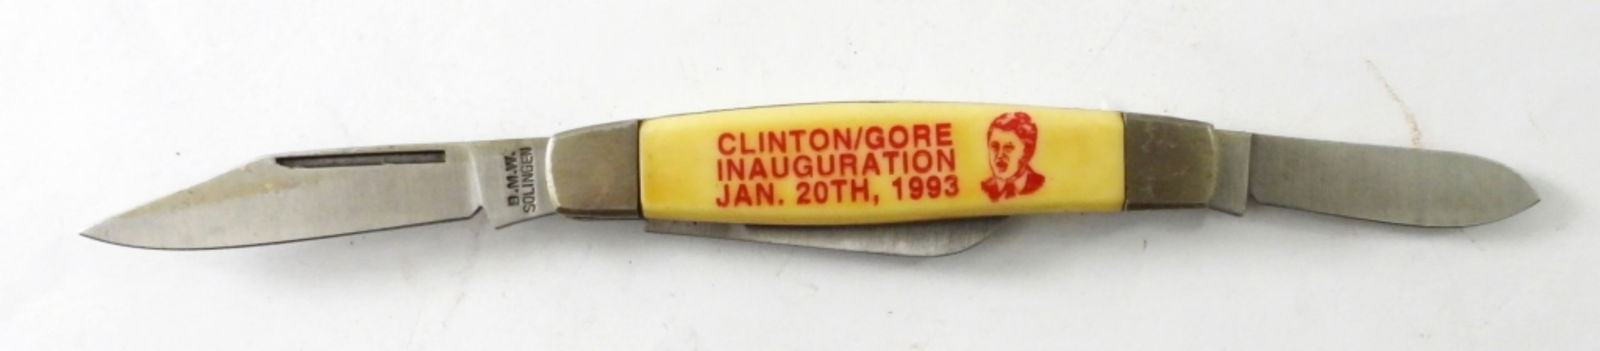 CLINTON/GORE
INAUGURATION
JAN. 20TH, 1993
B.M.W.
SOLINGEN